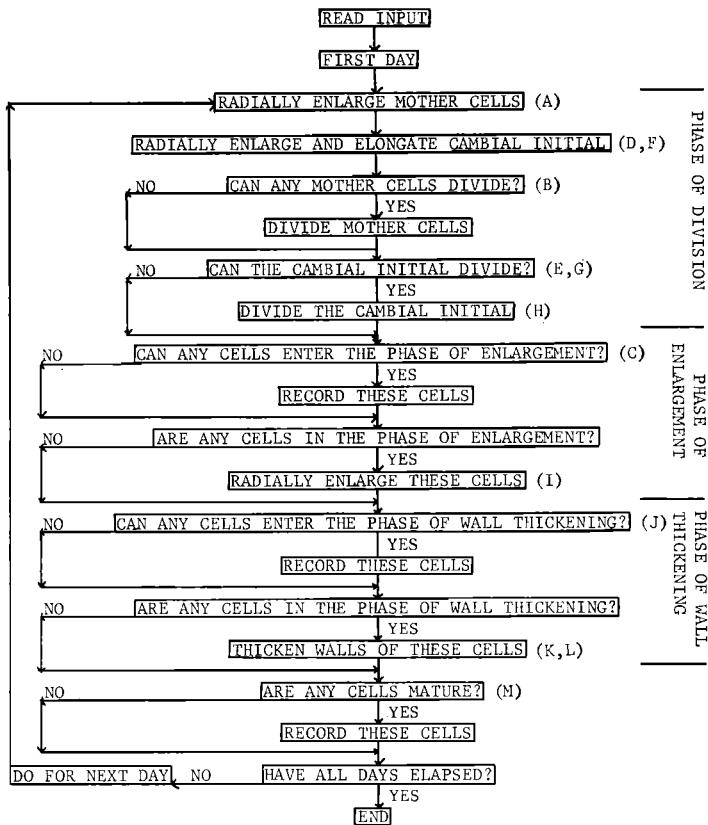 READ INPUT
FIRST DAY
RADIALLY ENLARGE MOTHER CELLS (A)
RADIALLY ENLARGE AND ELONGATE CAMBIAL INITIAL (D,F)
NO CAN ANY MOTHER CELLS DIVIDE? (B)
YES
DIVIDE MOTHER CELLS
NO CAN THE CAMBIAL INITIAL DIVIDE? (E,G)
YES
DIVIDE THE CAMBIAL INITIAL (H)
PHASE OF DIVISION
NO CAN ANY CELLS ENTER THE PHASE OF ENLARGEMENT? (C)
YES
RECORD THESE CELLS
NO ARE ANY CELLS IN THE PHASE OF ENLARGEMENT?
YES
RADIALLY ENLARGE THESE CELLS (I)
PHASE OF
ENLARGEMENT
NO CAN ANY CELLS ENTER THE PHASE OF WALL THICKENING? (J)
YES
RECORD THESE CELLS
NO ARE ANY CELLS IN THE PHASE OF WALL THICKENING?
YES
THICKEN WALLS OF THESE CELLS (K,L)
PHASE OF WALL
THICKENING
NO ARE ANY CELLS MATURE? (M)
YES
RECORD THESE CELLS
DO FOR NEXT DAY NO HAVE ALL DAYS ELAPSED?
YES
END